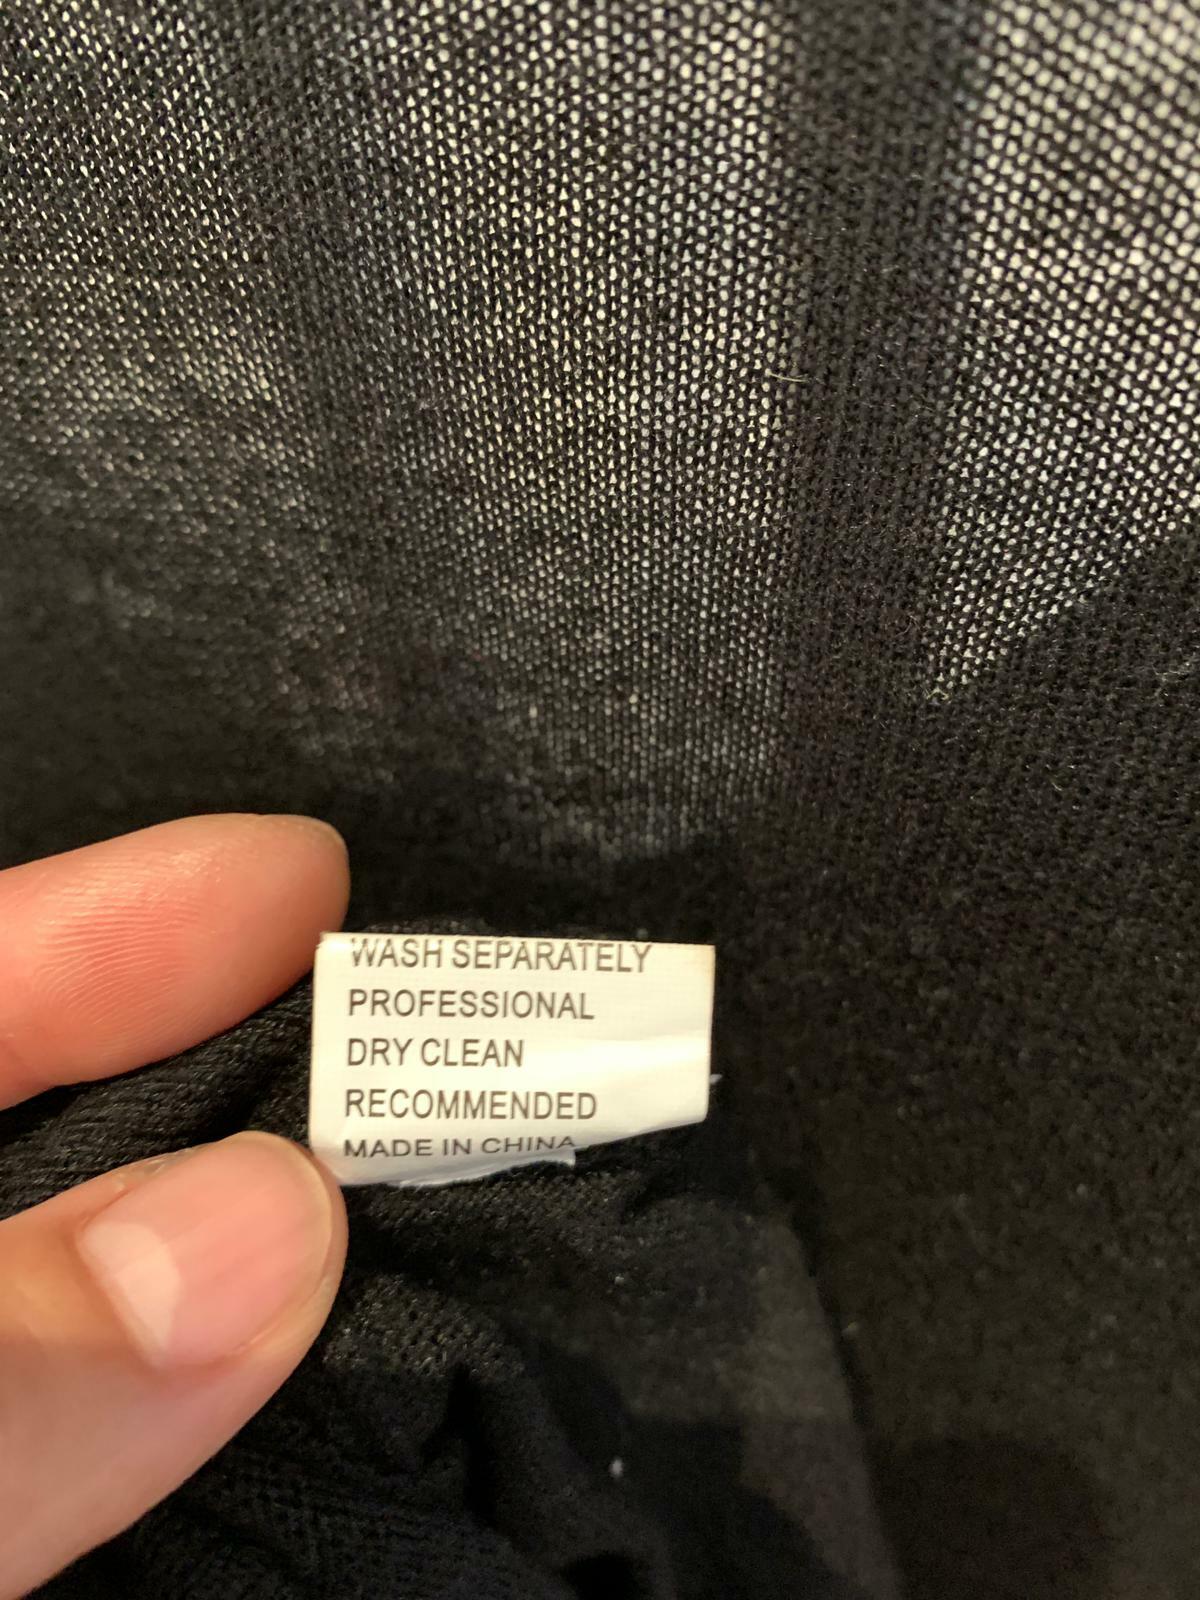 WASH SEPARATELY
PROFESSIONAL
DRY CLEAN
RECOMMENDED
MADE IN CHINA